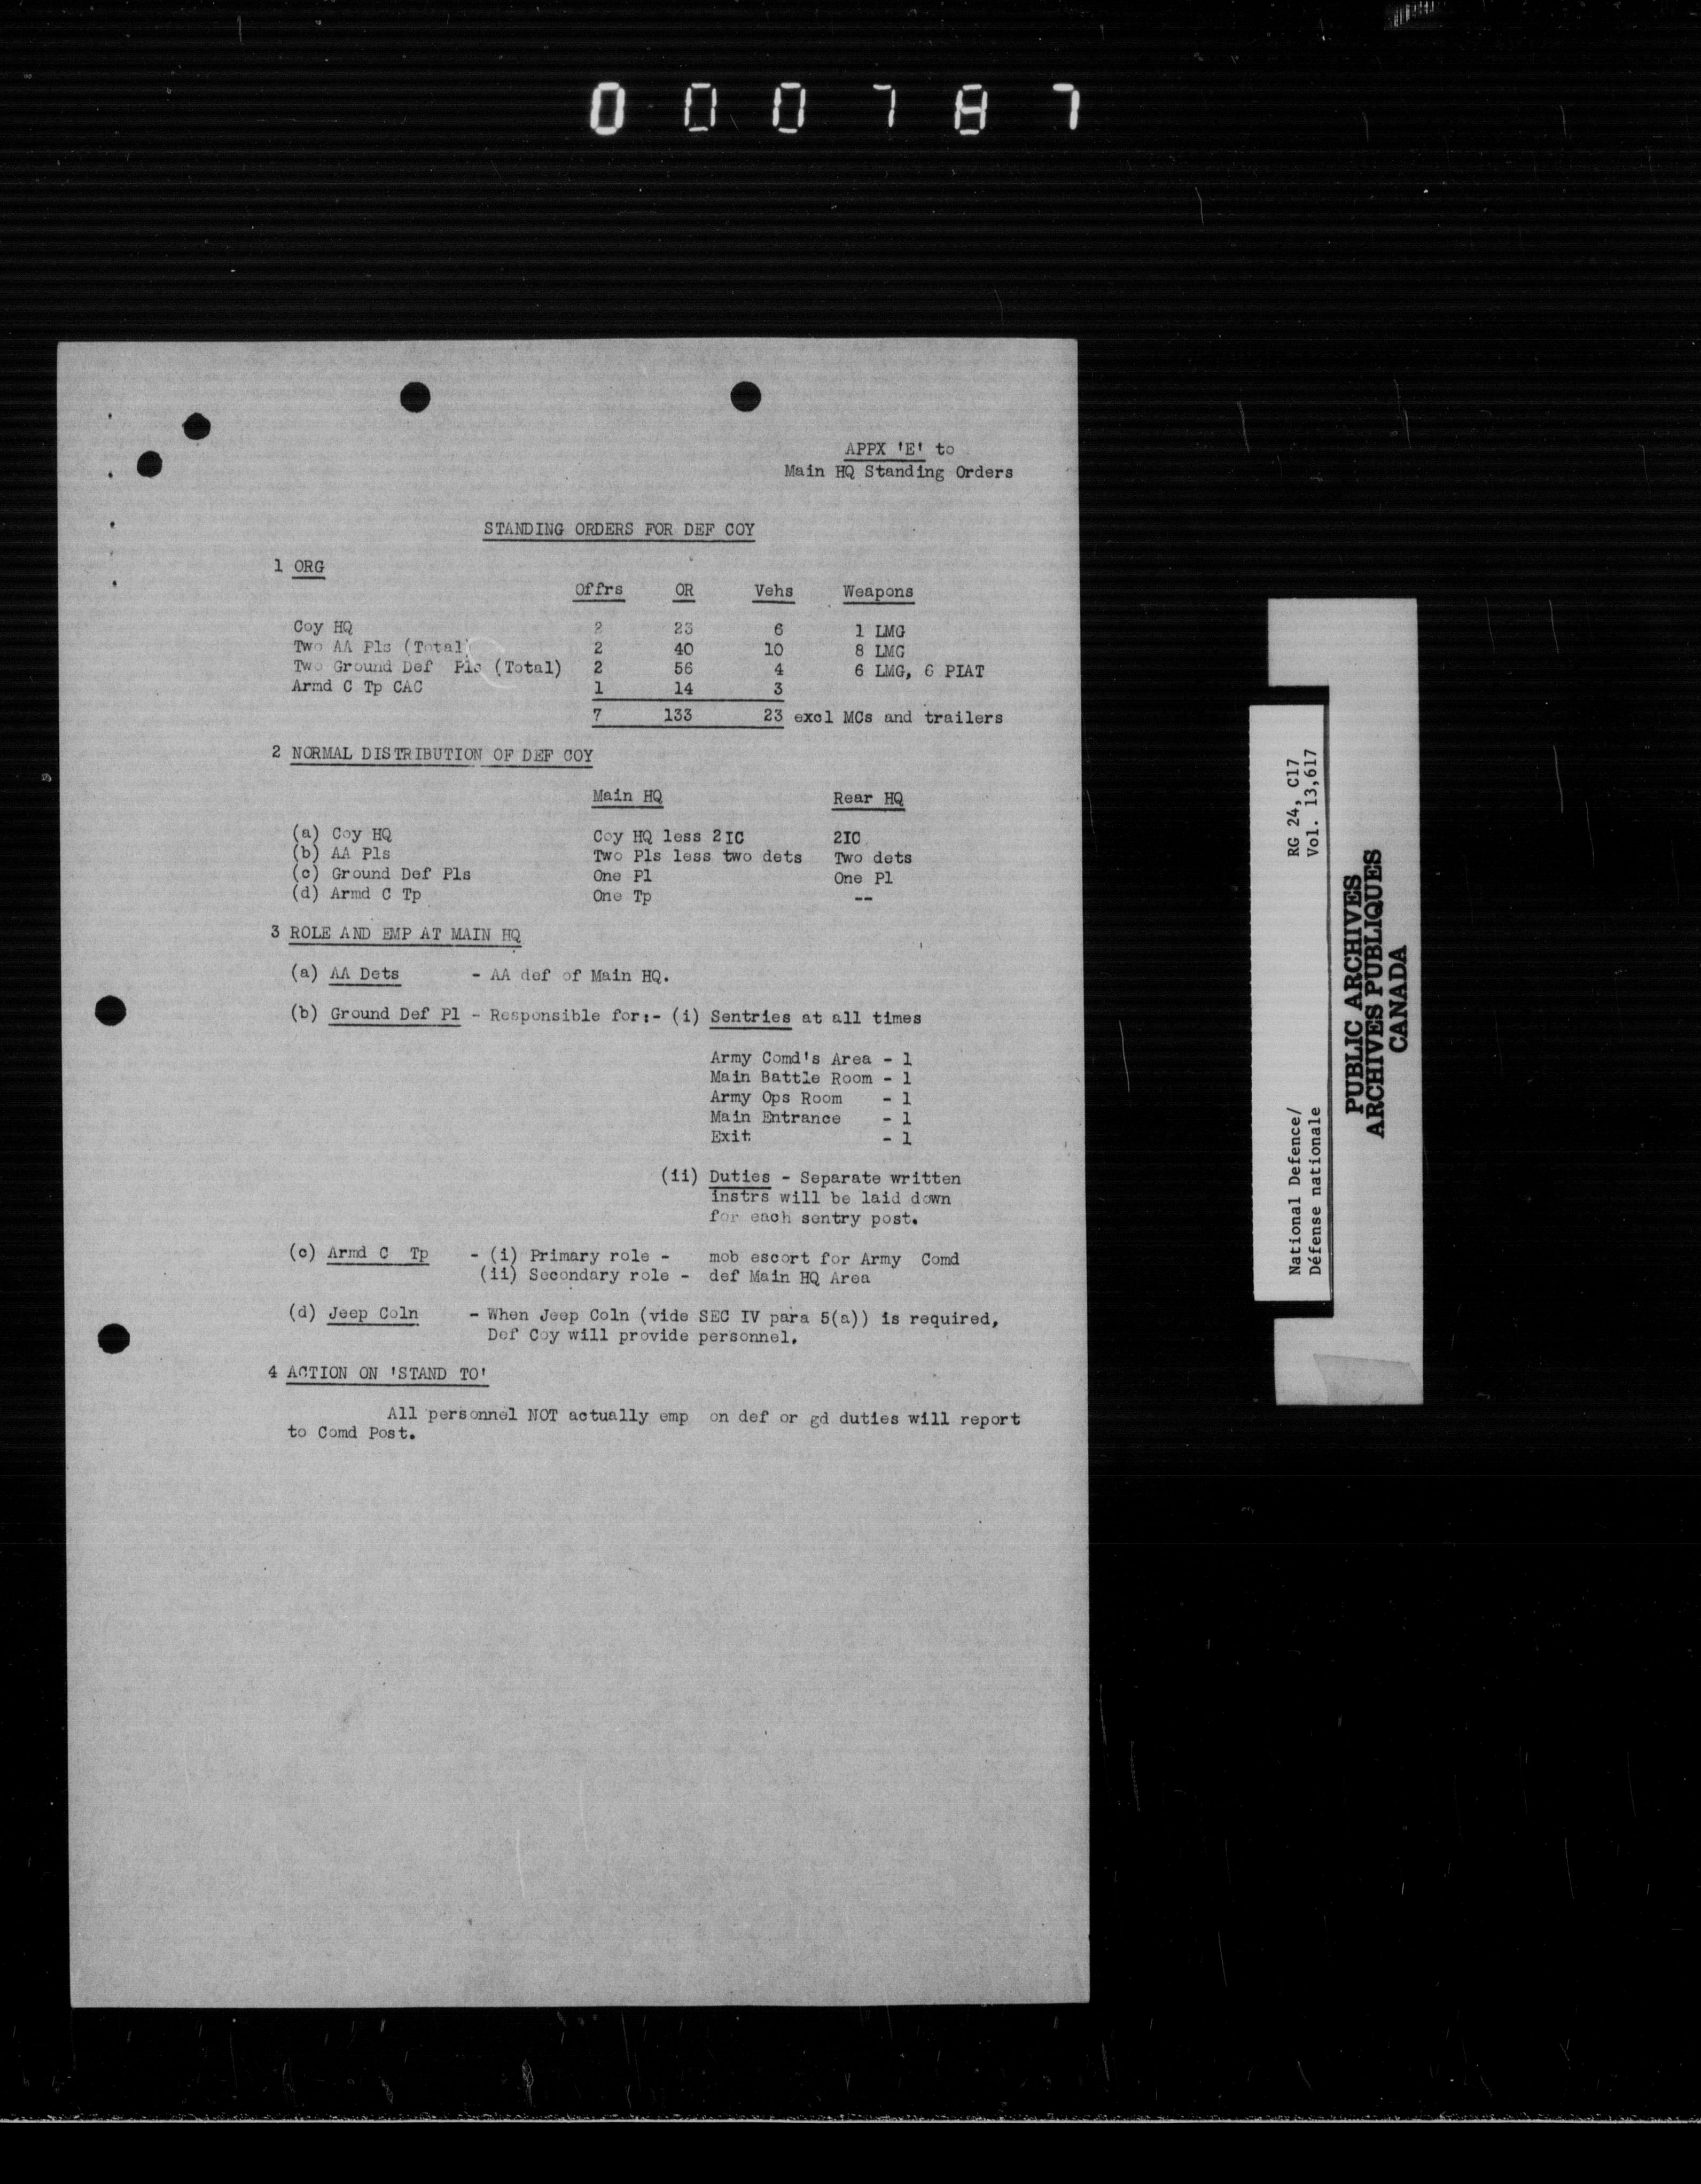 000787
APPX 'E' to
Main HQ Standing Orders
STANDING ORDERS FOR DEF COY
1 ORG
Offrs OR Vehs Weapons
Coy HQ 2 23 6 1 LMG
Two AA Pls (Total) 2 40 10 8 LMG
Two Ground Def Pls (Total) 2 56 4 6 LMG, 6 PIAT
Armd C Tp CAC 1 14 3
7 133 23 excl MCs and trailers
2 NORMAL DISTRIBUTION OF DEF COY
Main HQ Rear HQ
(a) Coy HQ Coy HQ less 2IC 2IC
(b) AA Pls Two Pls less two dets Two dets
(c) Ground Def Pls One Pl One Pl
(d) Armd C Tp One Tp --
3 ROLE AND EMP AT MAIN HQ
(a) AA Dets - AA def of Main HQ.
(b) Ground Def Pl - Responsible for:- (i) Sentries at all times
Army Comd's Area - 1
Main Battle Room - 1
Army Ops Room - 1
Main Entrance - 1
Exit - 1
(ii) Duties - Separate written
instrs will be laid down
for each sentry post.
(c) Armd C Tp - (i) Primary role - mob escort for Army Comd
(ii) Secondary role - def Main HQ Area
(d) Jeep Coln - When Jeep Coln (vide SEC IV para 5(a)) is required,
Def Coy will provide personnel.
4 ACTION ON 'STAND TO'
All personnel NOT actually emp on def or gd duties will report
to Comd Post.
National Defence/ RG 24, C17
Défense nationale Vol. 13,617
PUBLIC ARCHIVES
ARCHIVES PUBLIQUES
CANADA